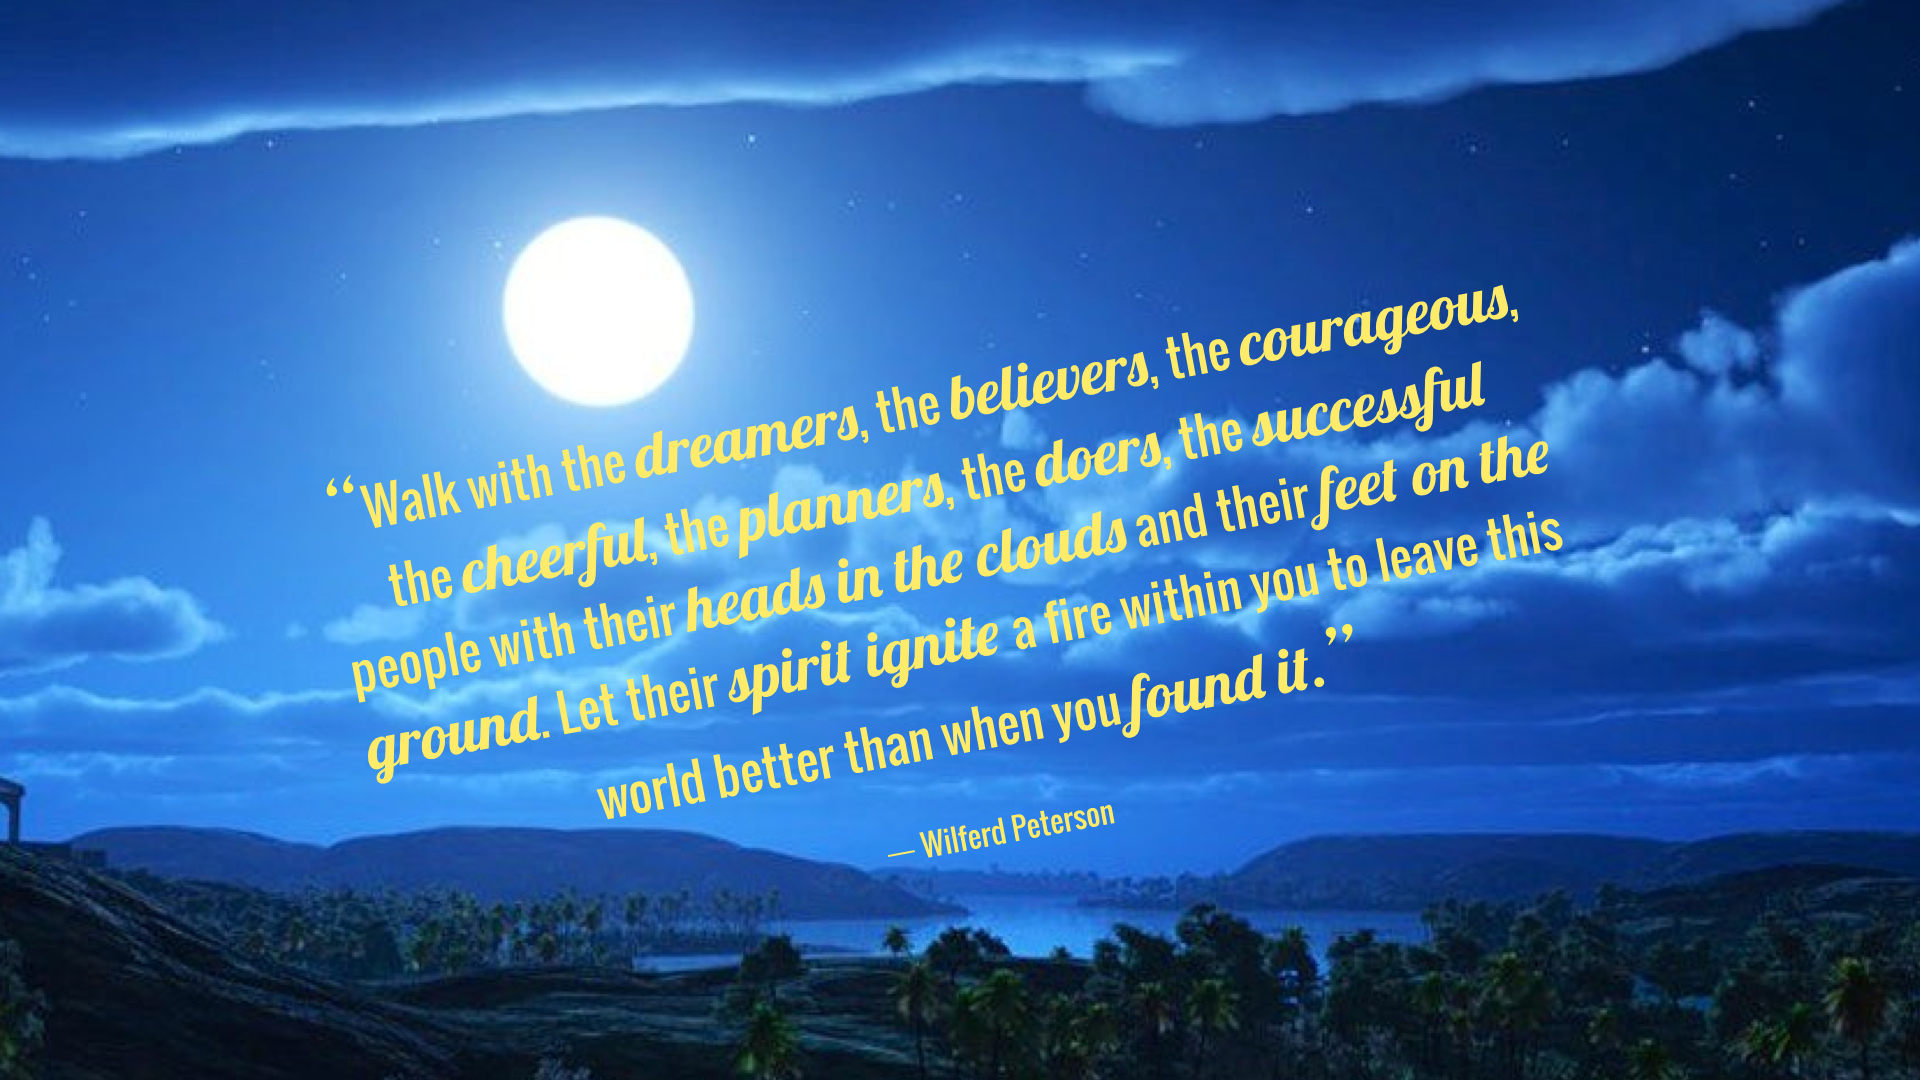 “Walk with the dreamers, the believers, the courageous,
the cheerful, the planners, the doers, the successful
people with their heads in the clouds and their feet on the
ground. Let their spirit ignite a fire within you to leave this
world better than when you found it.”
— Wilferd Peterson